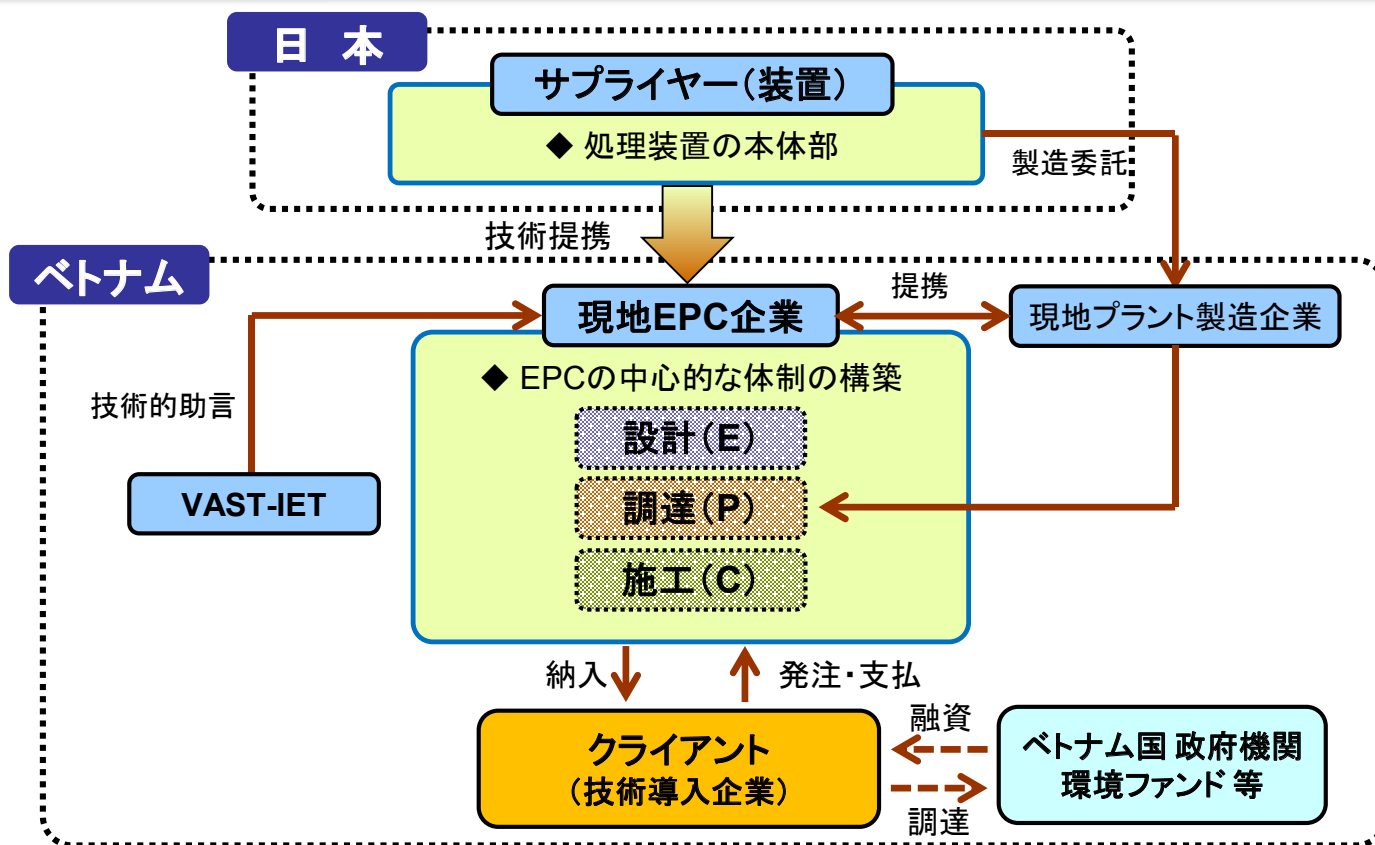 日 本
サプライヤー(装置)
◆ 処理装置の本体部
製造委託
技術提携
ベトナム
提携
現地EPC企業
現地プラント製造企業
◆ EPCの中心的な体制の構築
技術的助言
設計(E)
VAST-IET
調達(P)
施工(C)
納入
発注・支払
クライアント
(技術導入企業)
融資
調達
ベトナム国 政府機関
環境ファンド 等